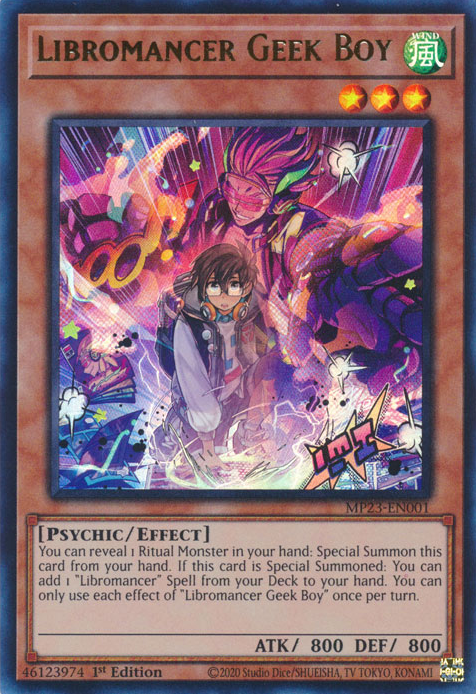 Libromancer Geek Boy
WIND
風
MP23-EN001
[Psychic/Effect]
You can reveal 1 Ritual Monster in your hand: Special Summon this
card from your hand. If this card is Special Summoned: You can
add 1 "Libromancer" Spell from your Deck to your hand. You can
only use each effect of "Libromancer Geek Boy" once per turn.
ATK/ 800 DEF/ 800
46123974 1st Edition ©2020 Studio Dice/SHUEISHA, TV TOKYO, KONAMI